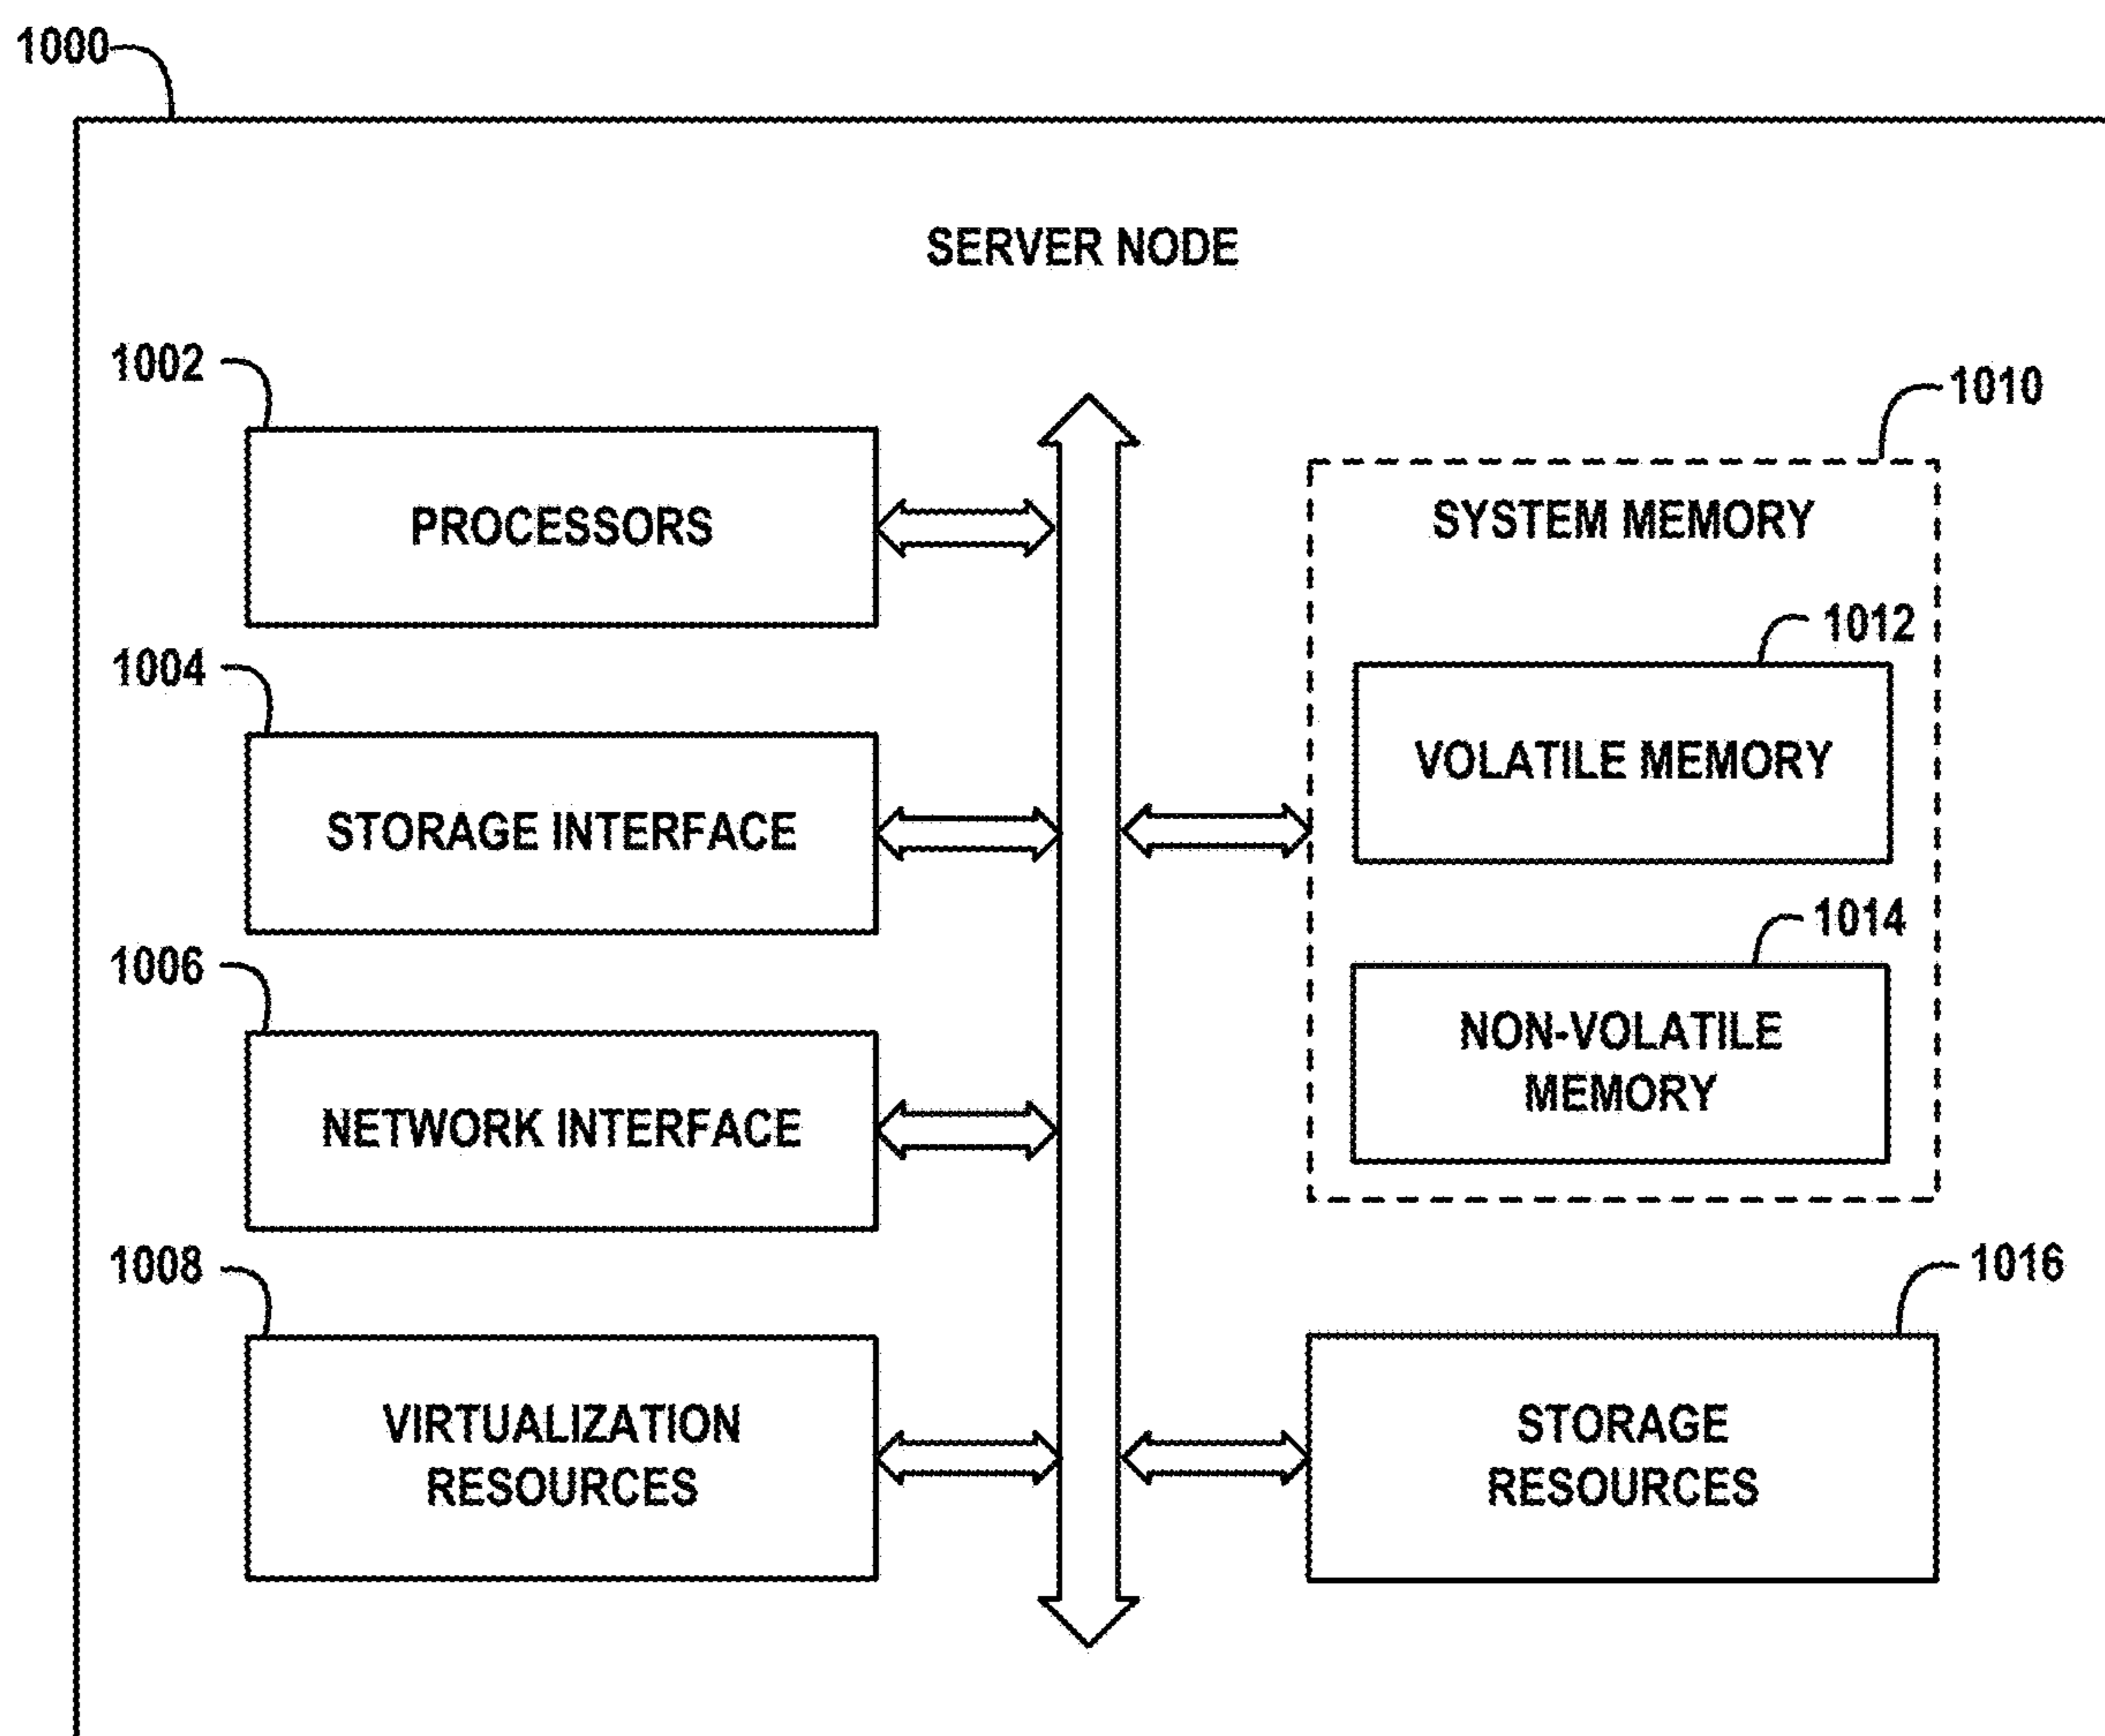 1000
SERVER NODE
1002
PROCESSORS
1004
STORAGE INTERFACE
1006
NETWORK INTERFACE
1008
VIRTUALIZATION
RESOURCES
1010
SYSTEM MEMORY
1012
VOLATILE MEMORY
1014
NON-VOLATILE
MEMORY
1016
STORAGE
RESOURCES